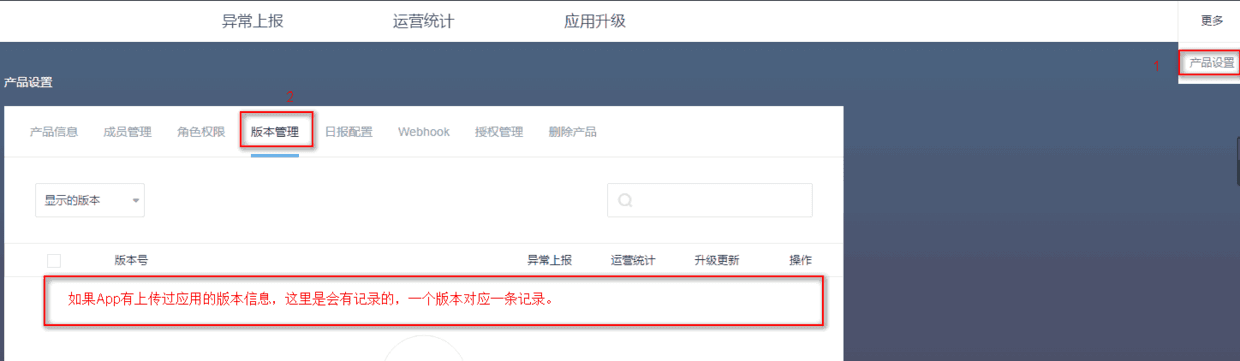 异常上报 运营统计 应用升级 更多
产品设置
1
产品设置
2
产品信息 成员管理 角色权限 版本管理 日报配置 Webhook 授权管理 删除产品
显示的版本
版本号 异常上报 运营统计 升级更新 操作
如果App有上传过应用的版本信息，这里是会有记录的，一个版本对应一条记录。